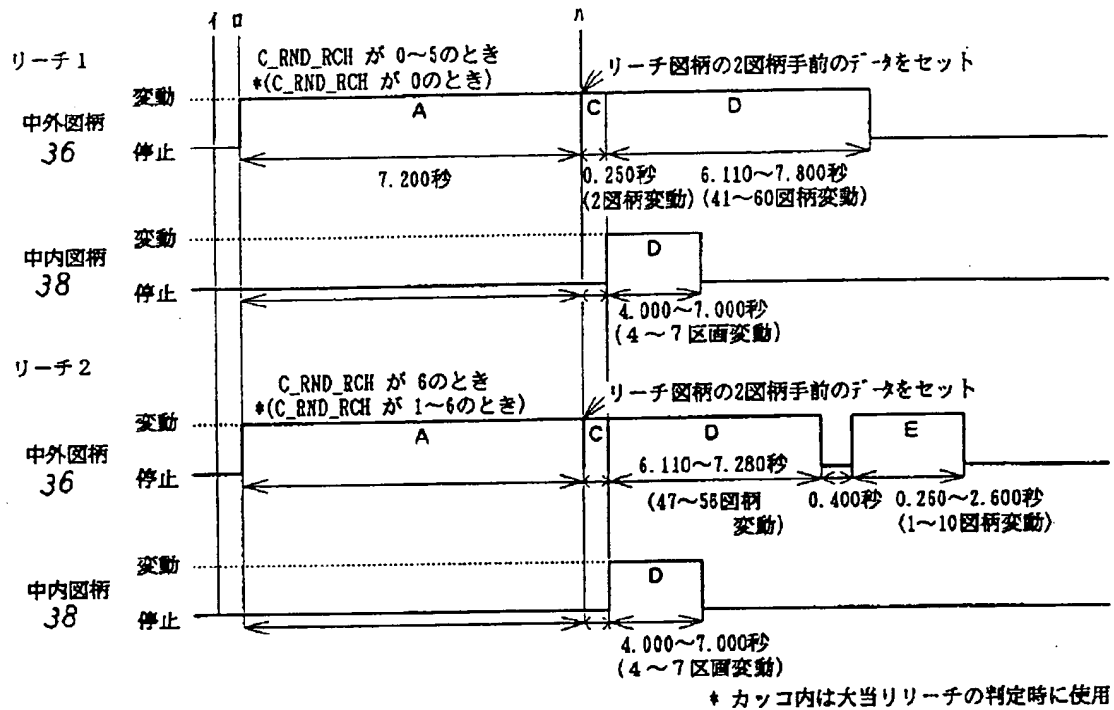 イ ロ ハ
リーチ1
C_RND_RCH が 0~5のとき
*(C_RND_RCH が 0のとき)
リーチ図柄の2図柄手前のデータをセット
変動
A
C
D
中外図柄
36
停止
7.200秒
0.250秒
(2図柄変動)
6.110~7.800秒
(41~60図柄変動)
変動
D
中内図柄
38
停止
4.000~7.000秒
(4~7区画変動)
リーチ2
C_RND_RCH が 6のとき
*(C_RND_RCH が 1~6のとき)
リーチ図柄の2図柄手前のデータをセット
変動
A
C
D
E
中外図柄
36
停止
6.110~7.280秒
(47~56図柄
変動)
0.400秒
0.260~2.600秒
(1~10図柄変動)
変動
D
中内図柄
38
停止
4.000~7.000秒
(4~7区画変動)
* カッコ内は大当リリーチの判定時に使用